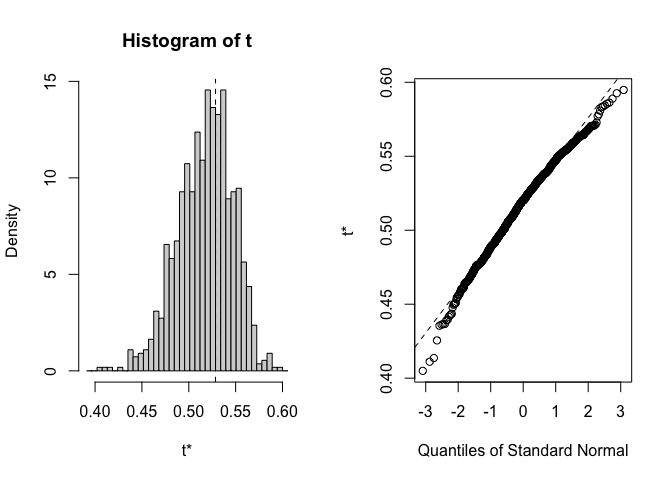 Histogram of t
Density
0
5
10
15
0.40 0.45 0.50 0.55 0.60
t*
t*
0.40
0.45
0.50
0.55
0.60
-3 -2 -1 0 1 2 3
Quantiles of Standard Normal